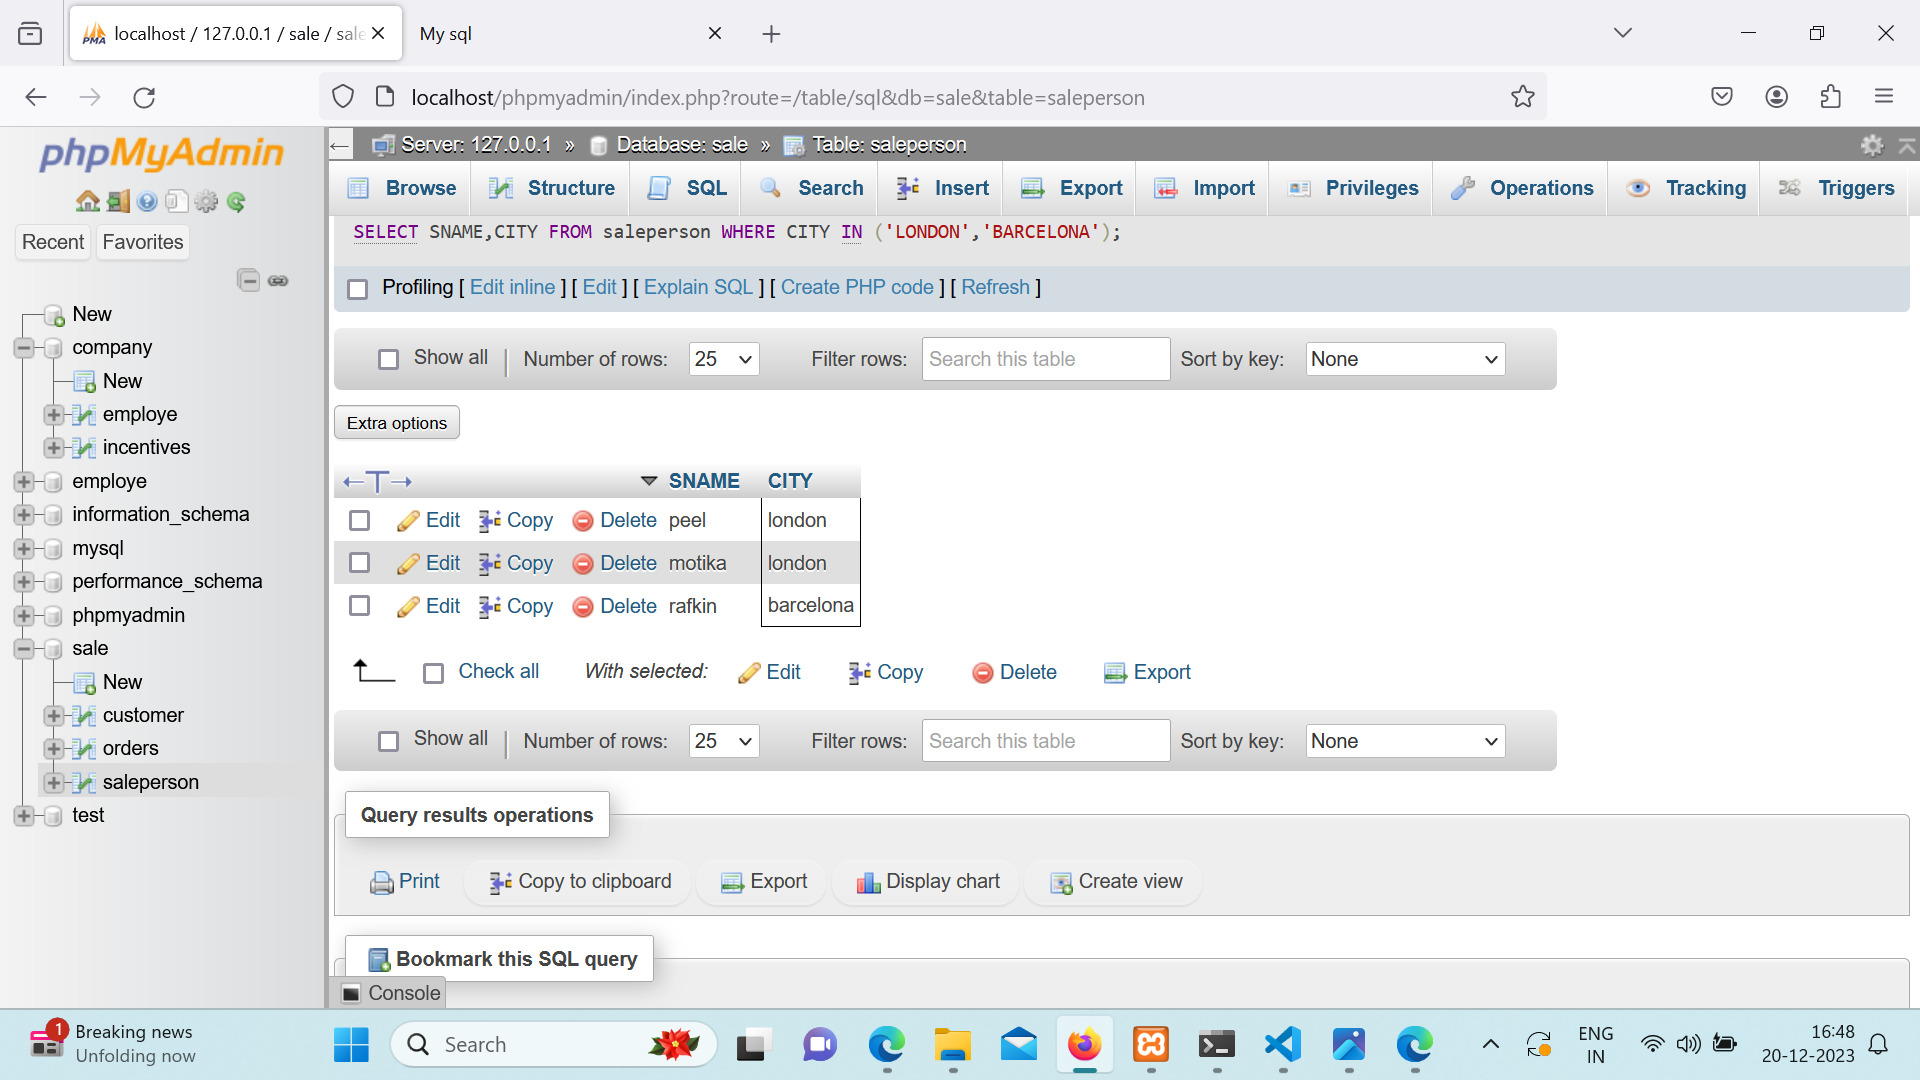 localhost / 127.0.0.1 / sale / sale
My sql
localhost/phpmyadmin/index.php?route=/table/sql&db=sale&table=saleperson
phpMyAdmin
Recent Favorites
New
company
New
employe
incentives
employe
information_schema
mysql
performance_schema
phpmyadmin
sale
New
customer
orders
saleperson
test
Server: 127.0.0.1 » Database: sale » Table: saleperson
Browse Structure SQL Search Insert Export Import Privileges Operations Tracking Triggers
SELECT SNAME,CITY FROM saleperson WHERE CITY IN ('LONDON','BARCELONA');
Profiling [ Edit inline ] [ Edit ] [ Explain SQL ] [ Create PHP code ] [ Refresh ]
Show all | Number of rows: 25 Filter rows: Search this table Sort by key: None
Extra options
←T→ SNAME CITY
Edit Copy Delete peel london
Edit Copy Delete motika london
Edit Copy Delete rafkin barcelona
Check all With selected: Edit Copy Delete Export
Show all | Number of rows: 25 Filter rows: Search this table Sort by key: None
Query results operations
Print Copy to clipboard Export Display chart Create view
Bookmark this SQL query
Console
1
Breaking news
Unfolding now
Search
ENG
IN
16:48
20-12-2023